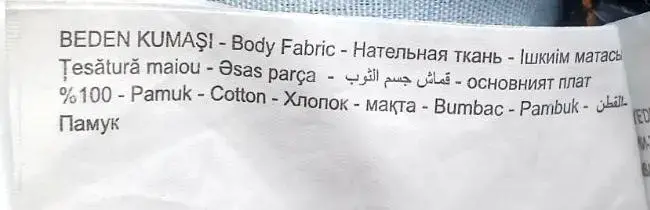 BEDEN KUMAŞI - Body Fabric - Нательная ткань - Ішкиім матасы
Țesătură maiou - Əsas parça - قماش جسم الثوب - основният плат
%100 - Pamuk - Cotton - Хлопок - мақта - Bumbac - Pambuk - القطن
Памук